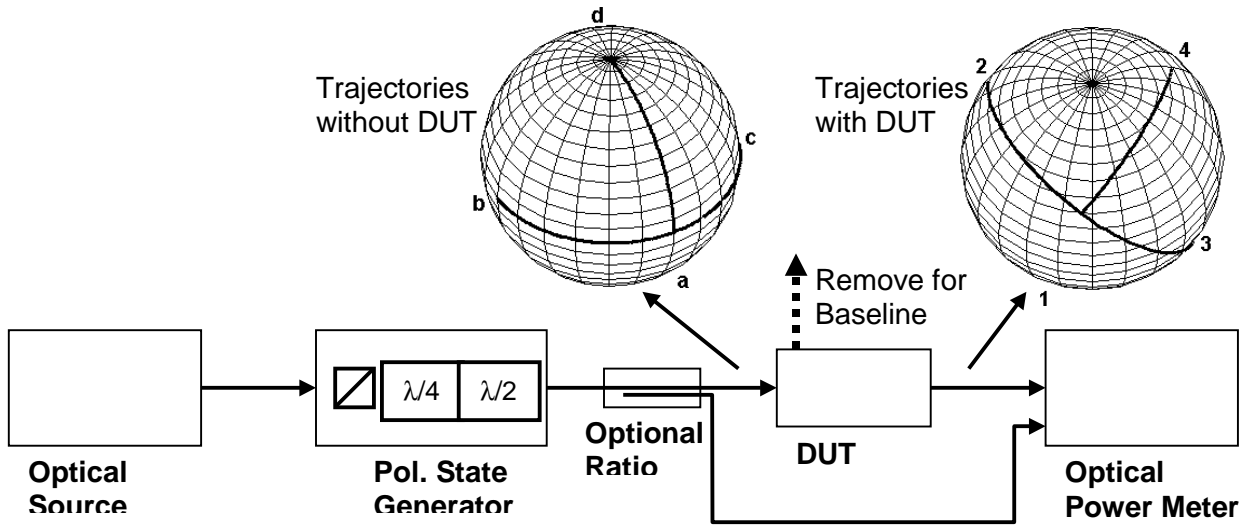 d
Trajectories
without DUT
c
b
a
Trajectories
with DUT
2
4
3
1
Remove for
Baseline
λ/4
λ/2
Optical
Source
Pol. State
Generator
Optional
Ratio
DUT
Optical
Power Meter